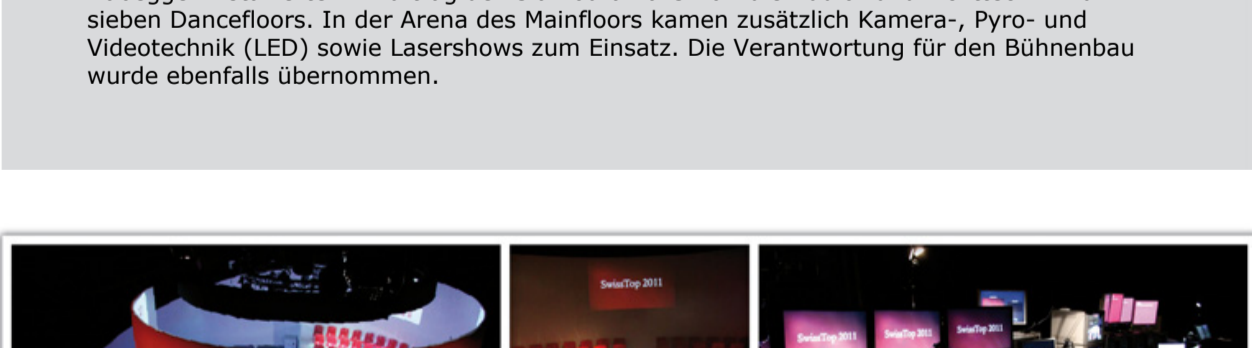 sieben Dancefloors. In der Arena des Mainfloors kamen zusätzlich Kamera-, Pyro- und
Videotechnik (LED) sowie Lasershows zum Einsatz. Die Verantwortung für den Bühnenbau
wurde ebenfalls übernommen.
SwissTop 2011
SwissTop 2011
SwissTop 2011
SwissTop 2011